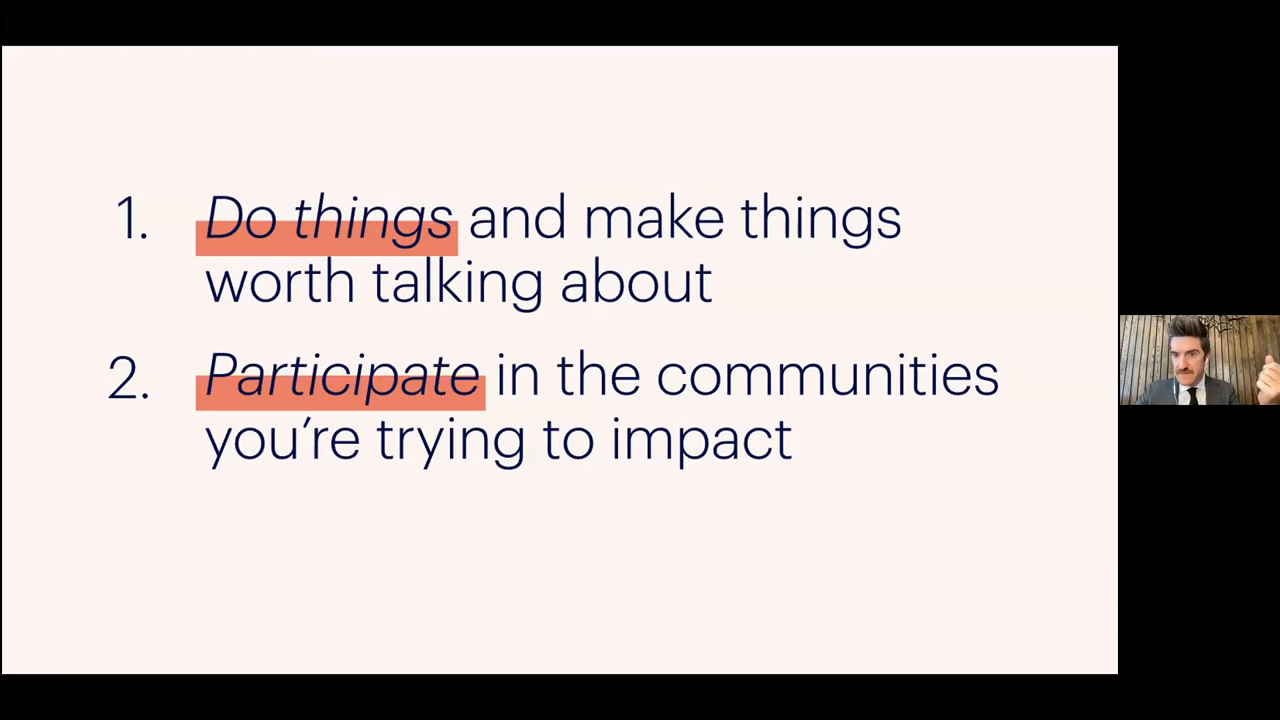 1. Do things and make things
worth talking about
2. Participate in the communities
you’re trying to impact